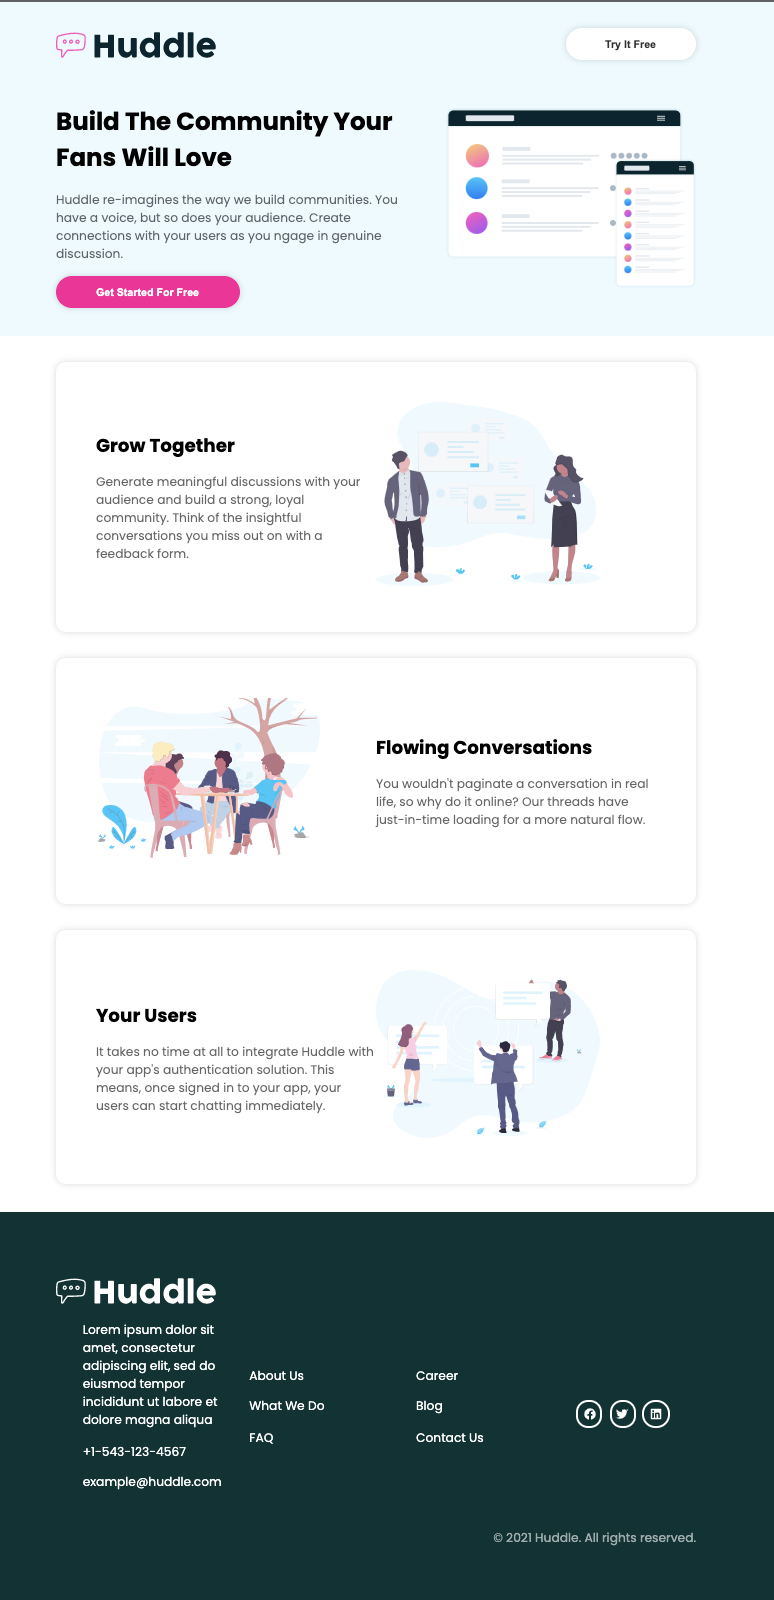 Huddle
Try It Free
Build The Community Your
Fans Will Love
Huddle re-imagines the way we build communities. You
have a voice, but so does your audience. Create
connections with your users as you ngage in genuine
discussion.
Get Started For Free
Grow Together
Generate meaningful discussions with your
audience and build a strong, loyal
community. Think of the insightful
conversations you miss out on with a
feedback form.
Flowing Conversations
You wouldn't paginate a conversation in real
life, so why do it online? Our threads have
just-in-time loading for a more natural flow.
Your Users
It takes no time at all to integrate Huddle with
your app's authentication solution. This
means, once signed in to your app, your
users can start chatting immediately.
Huddle
Lorem ipsum dolor sit
amet, consectetur
adipiscing elit, sed do
eiusmod tempor
incididunt ut labore et
dolore magna aliqua
+1-543-123-4567
example@huddle.com
About Us
What We Do
FAQ
Career
Blog
Contact Us
© 2021 Huddle. All rights reserved.